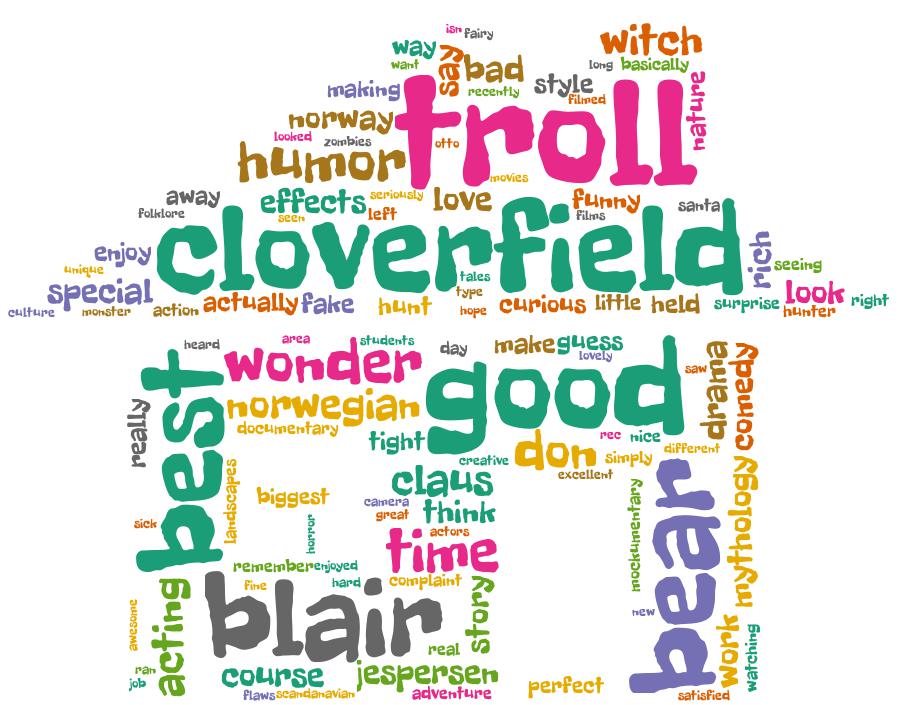 isn fairy
way say witch
want bad long basically
making recently style filmed nature
norway troll
looked zombies otto
humor movies
away effects seriously love funny santa
folklore seen left films
cloverfield
enjoy rich
unique tales seeing
special type look
culture monster action actually fake hunt hope curious little held surprise hunter right
heard area students day make guess lovely
wonder good saw drama comedy
best norwegian
really documentary tight don rec nice
creative simply different
excellent
landscapes biggest claus bear mythology
camera think mockumentary
great
sick horror actors
time
remember enjoyed
fine hard complaint
acting blair story new work watching
awesome
real
ran course jespersen
job flaws scandanavian adventure perfect satisfied